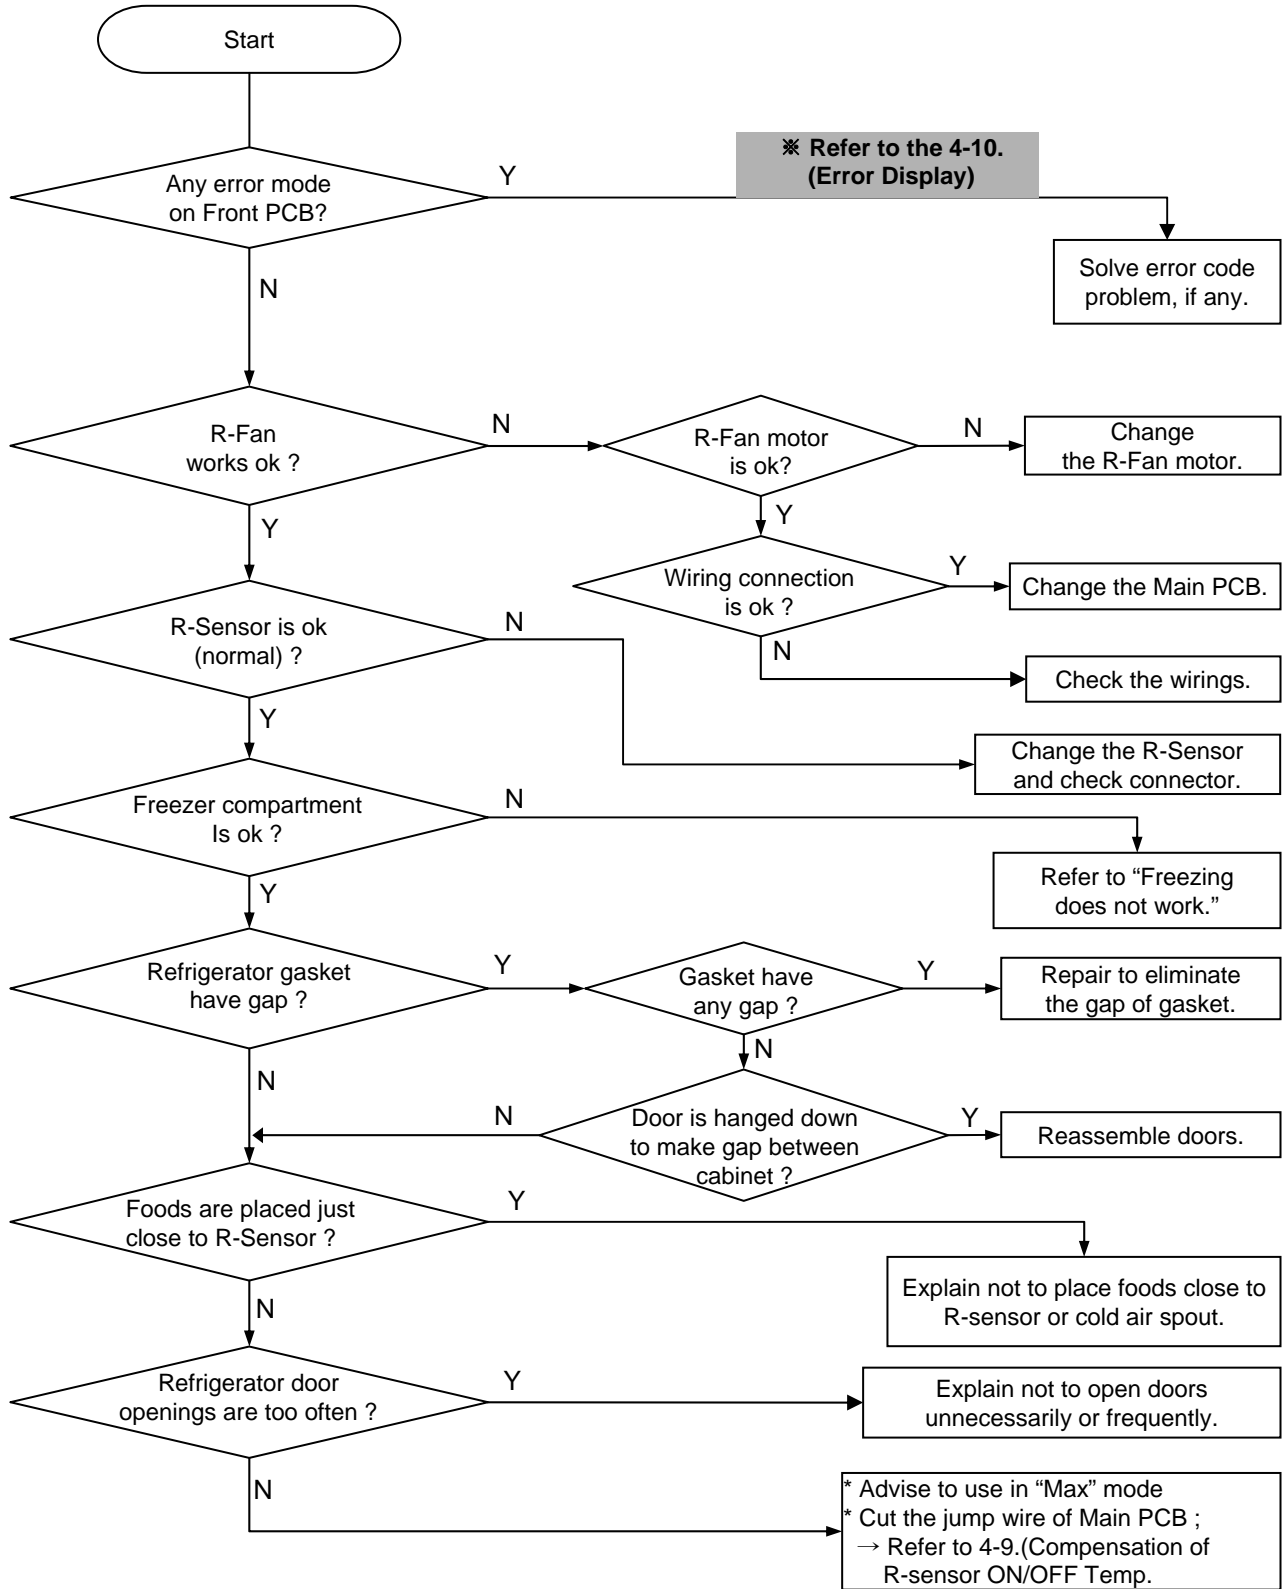 Start
Any error mode
on Front PCB?
Y
※ Refer to the 4-10.
(Error Display)
Solve error code
problem, if any.
N
R-Fan
works ok ?
N
R-Fan motor
is ok?
N
Change
the R-Fan motor.
Y
Y
Wiring connection
is ok ?
Y
Change the Main PCB.
N
Check the wirings.
R-Sensor is ok
(normal) ?
N
Change the R-Sensor
and check connector.
Y
Freezer compartment
Is ok ?
N
Refer to “Freezing
does not work.”
Y
Refrigerator gasket
have gap ?
Y
Gasket have
any gap ?
Y
Repair to eliminate
the gap of gasket.
N
N
Door is hanged down
to make gap between
cabinet ?
N
Y
Reassemble doors.
Foods are placed just
close to R-Sensor ?
Y
Explain not to place foods close to
R-sensor or cold air spout.
N
Refrigerator door
openings are too often ?
Y
Explain not to open doors
unnecessarily or frequently.
N
* Advise to use in “Max” mode
* Cut the jump wire of Main PCB ;
→ Refer to 4-9.(Compensation of
R-sensor ON/OFF Temp.